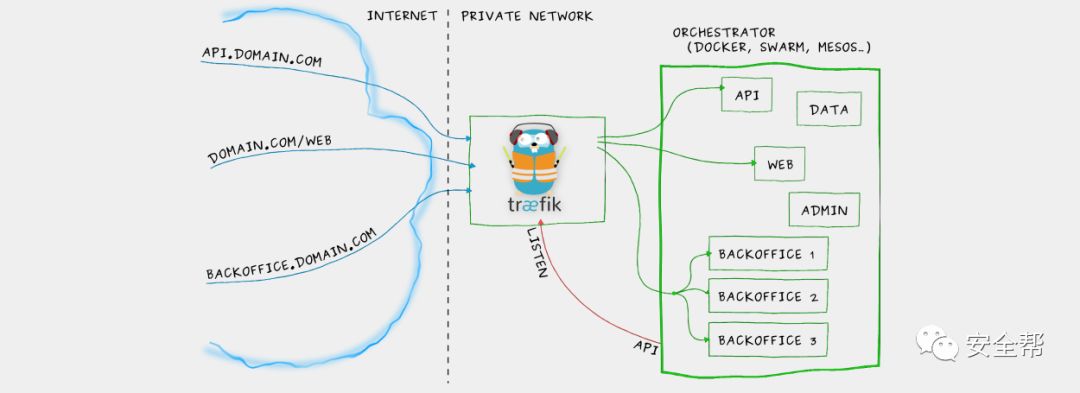 INTERNET
PRIVATE NETWORK
ORCHESTRATOR
(DOCKER, SWARM, MESOS...)
API.DOMAIN.COM
DOMAIN.COM/WEB
BACKOFFICE.DOMAIN.COM
træfik
LISTEN
API
API
DATA
WEB
ADMIN
BACKOFFICE 1
BACKOFFICE 2
BACKOFFICE 3
安全帮